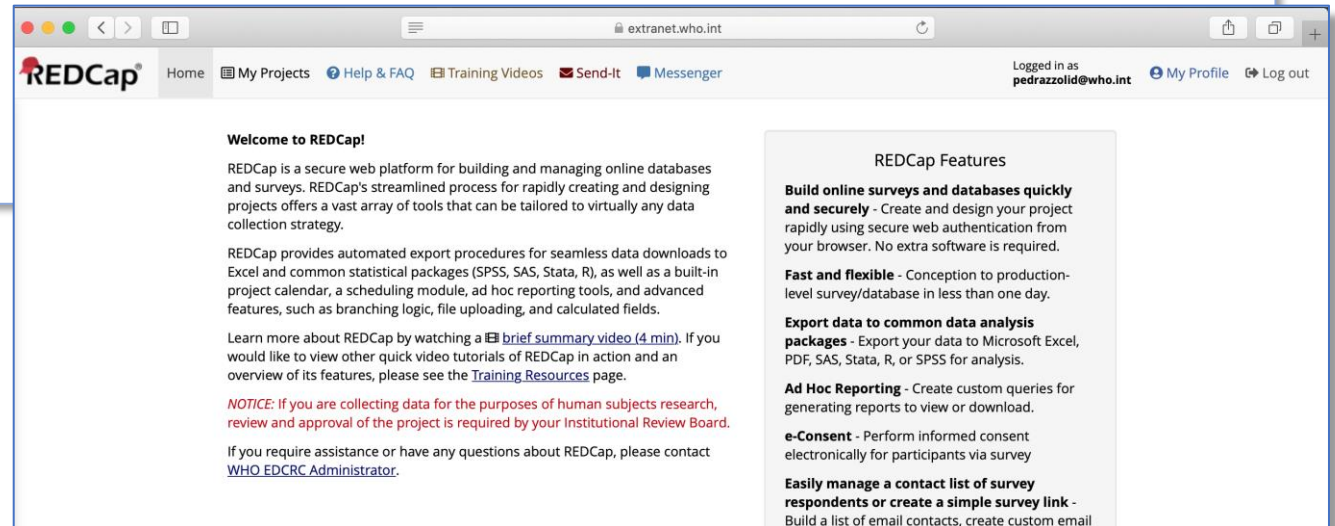 extranet.who.int
REDCap®
Home My Projects Help & FAQ Training Videos Send-It Messenger
Logged in as
pedrazzolid@who.int
My Profile Log out
Welcome to REDCap!
REDCap is a secure web platform for building and managing online databases
and surveys. REDCap's streamlined process for rapidly creating and designing
projects offers a vast array of tools that can be tailored to virtually any data
collection strategy.
REDCap provides automated export procedures for seamless data downloads to
Excel and common statistical packages (SPSS, SAS, Stata, R), as well as a built-in
project calendar, a scheduling module, ad hoc reporting tools, and advanced
features, such as branching logic, file uploading, and calculated fields.
Learn more about REDCap by watching a brief summary video (4 min). If you
would like to view other quick video tutorials of REDCap in action and an
overview of its features, please see the Training Resources page.
NOTICE: If you are collecting data for the purposes of human subjects research,
review and approval of the project is required by your Institutional Review Board.
If you require assistance or have any questions about REDCap, please contact
WHO EDCRC Administrator.
REDCap Features
Build online surveys and databases quickly
and securely - Create and design your project
rapidly using secure web authentication from
your browser. No extra software is required.
Fast and flexible - Conception to production-
level survey/database in less than one day.
Export data to common data analysis
packages - Export your data to Microsoft Excel,
PDF, SAS, Stata, R, or SPSS for analysis.
Ad Hoc Reporting - Create custom queries for
generating reports to view or download.
e-Consent - Perform informed consent
electronically for participants via survey
Easily manage a contact list of survey
respondents or create a simple survey link -
Build a list of email contacts, create custom email